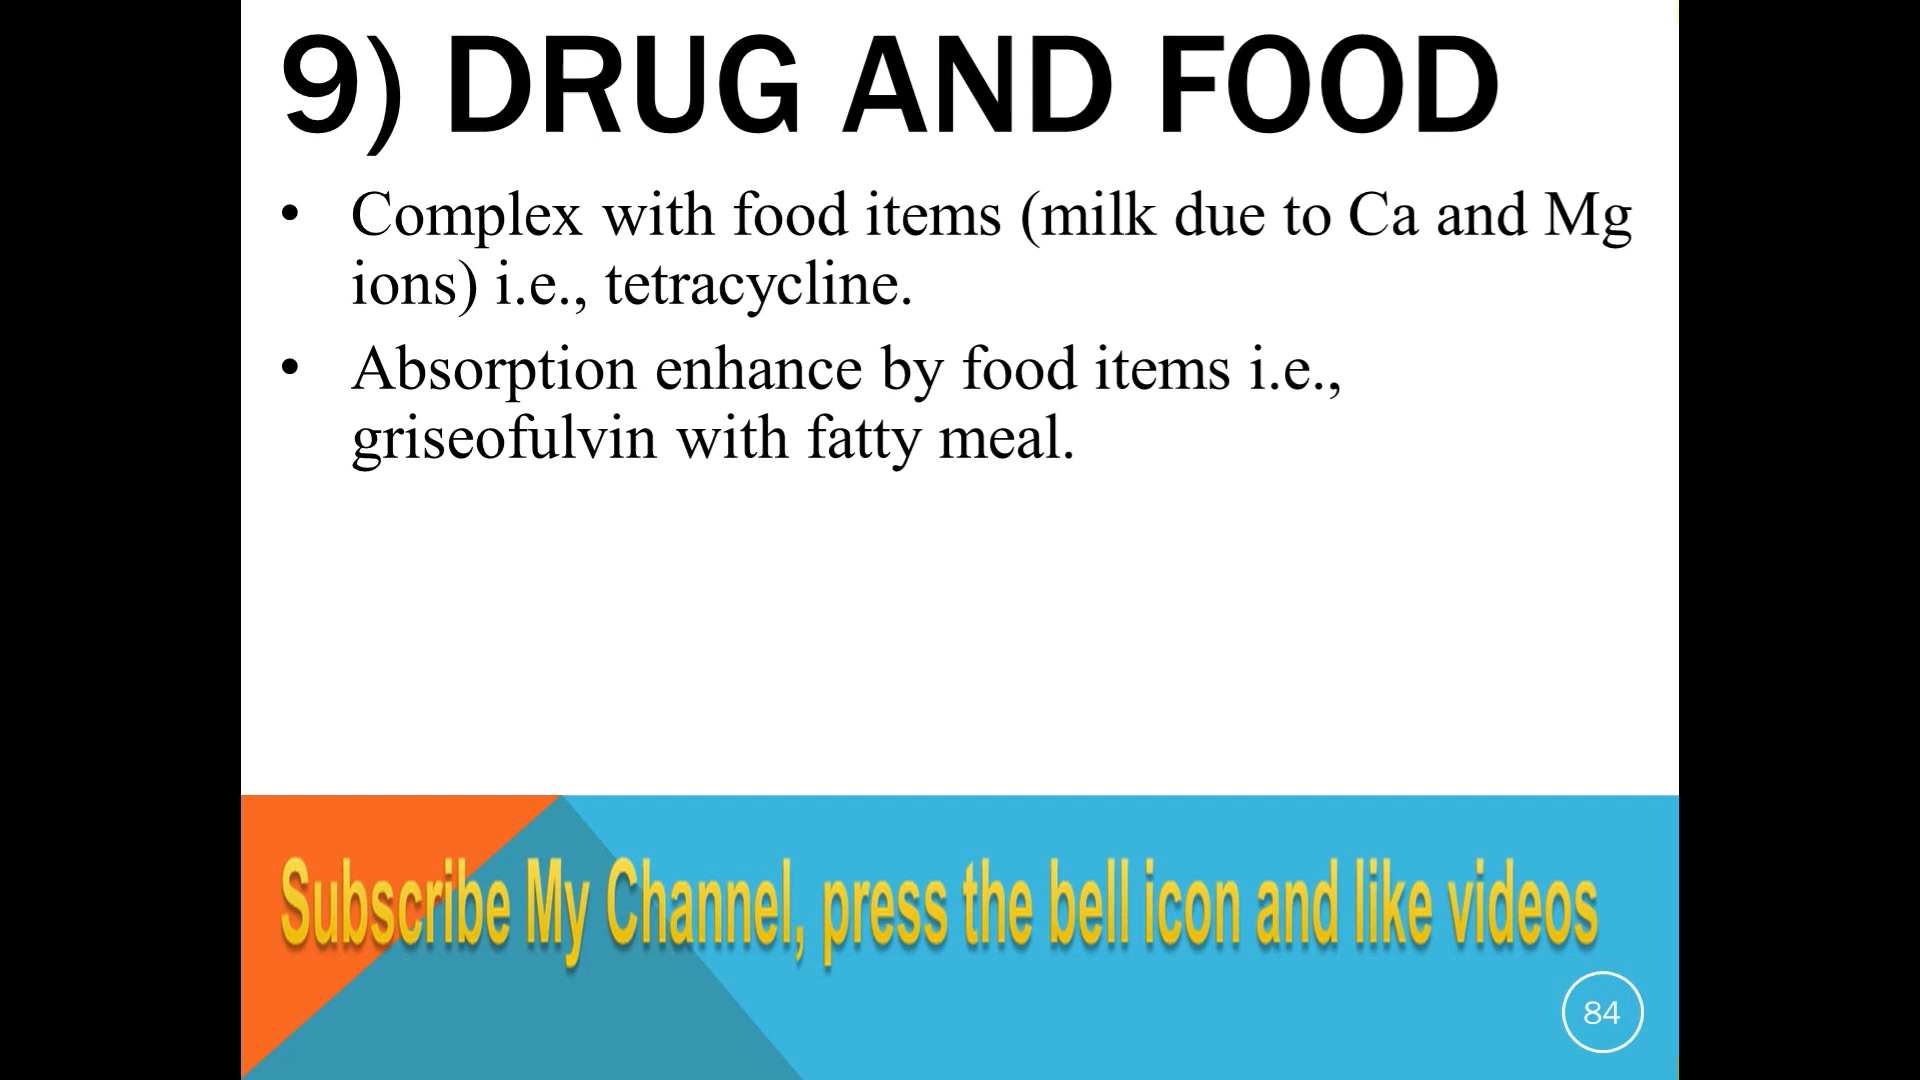 9) DRUG AND FOOD
• Complex with food items (milk due to Ca and Mg
ions) i.e., tetracycline.
• Absorption enhance by food items i.e.,
griseofulvin with fatty meal.
Subscribe My Channel, press the bell icon and like videos
84